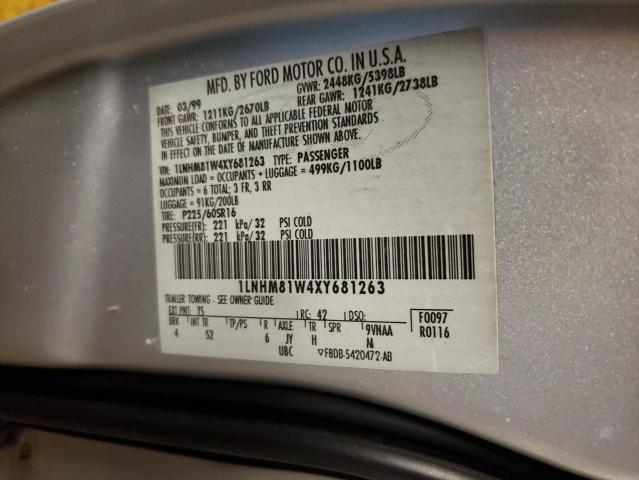 MFD. BY FORD MOTOR CO. IN U.S.A.
DATE: 03/99 GVWR: 2448KG/5398LB
FRONT GAWR: 1211KG/2670LB REAR GAWR: 1241KG/2738LB
THIS VEHICLE CONFORMS TO ALL APPLICABLE FEDERAL MOTOR
VEHICLE SAFETY, BUMPER, AND THEFT PREVENTION STANDARDS
IN EFFECT ON THE DATE OF MANUFACTURE SHOWN ABOVE.
VIN: 1LNHM81W4XY681263 TYPE: PASSENGER
MAXIMUM LOAD = OCCUPANTS + LUGGAGE = 499KG/1100LB
OCCUPANTS = 6 TOTAL; 3 FR, 3 RR
LUGGAGE = 91KG/200LB
TIRE: P225/60SR16
PRESSURE(FR): 221 kPa/32 PSI COLD
PRESSURE(RR): 221 kPa/32 PSI COLD
1LNHM81W4XY681263
TRAILER TOWING - SEE OWNER GUIDE
EXT PNT: TS RC: 42 DSO: F0097
BRK INT TR TP/PS R AXLE TR SPR 9VNAA R0116
4 S2 6 JY H M
UBC ▽F8DB-5420472-AB